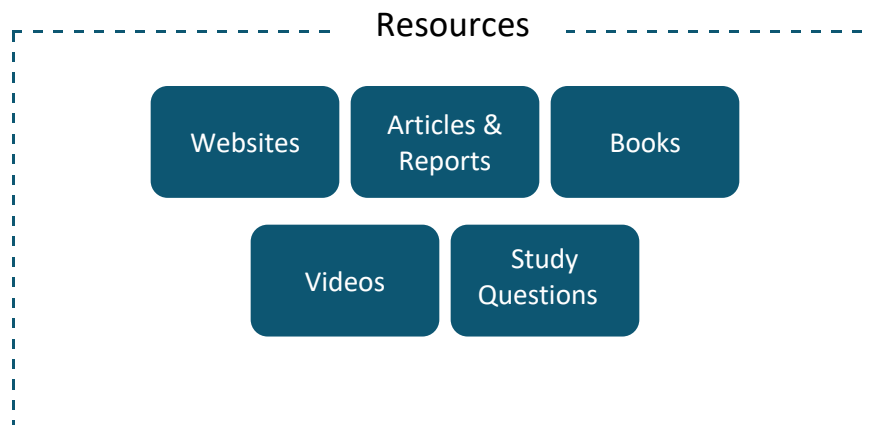 Resources
Websites
Articles &
Reports
Books
Videos
Study
Questions